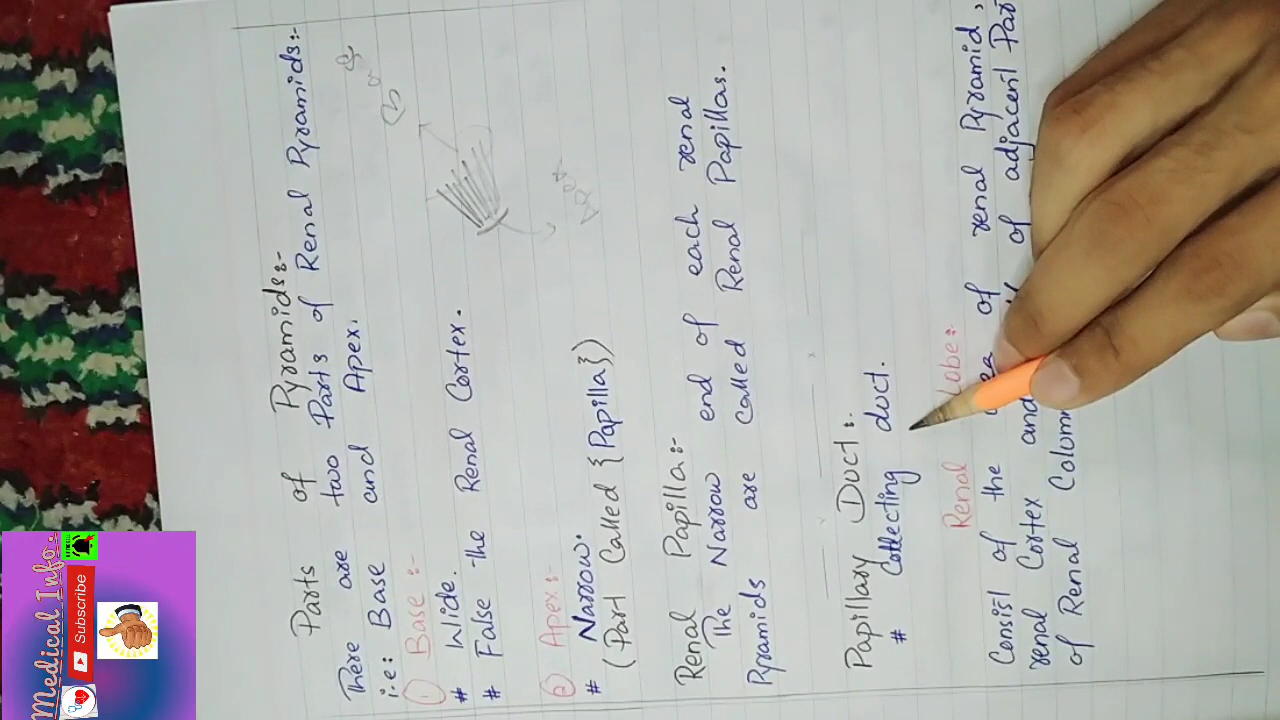 Parts of Pyramids:-
There are two Parts of Renal Pyramids:-
i.e: Base and Apex.
① Base :-
# Wide.
# False the Renal Cortex.
Base
② Apex:-
# Narrow.
(Part Called {Papilla})
Apex
Renal Papilla:-
The Narrow end of each renal
Pyramids are called Renal Papillas.
Papillary Duct:-
# Collecting duct.
Renal Lobe:-
Consist of the of renal Pyramid,
renal Cortex and of adjacent
of Renal
Medical Info:-
Subscribe